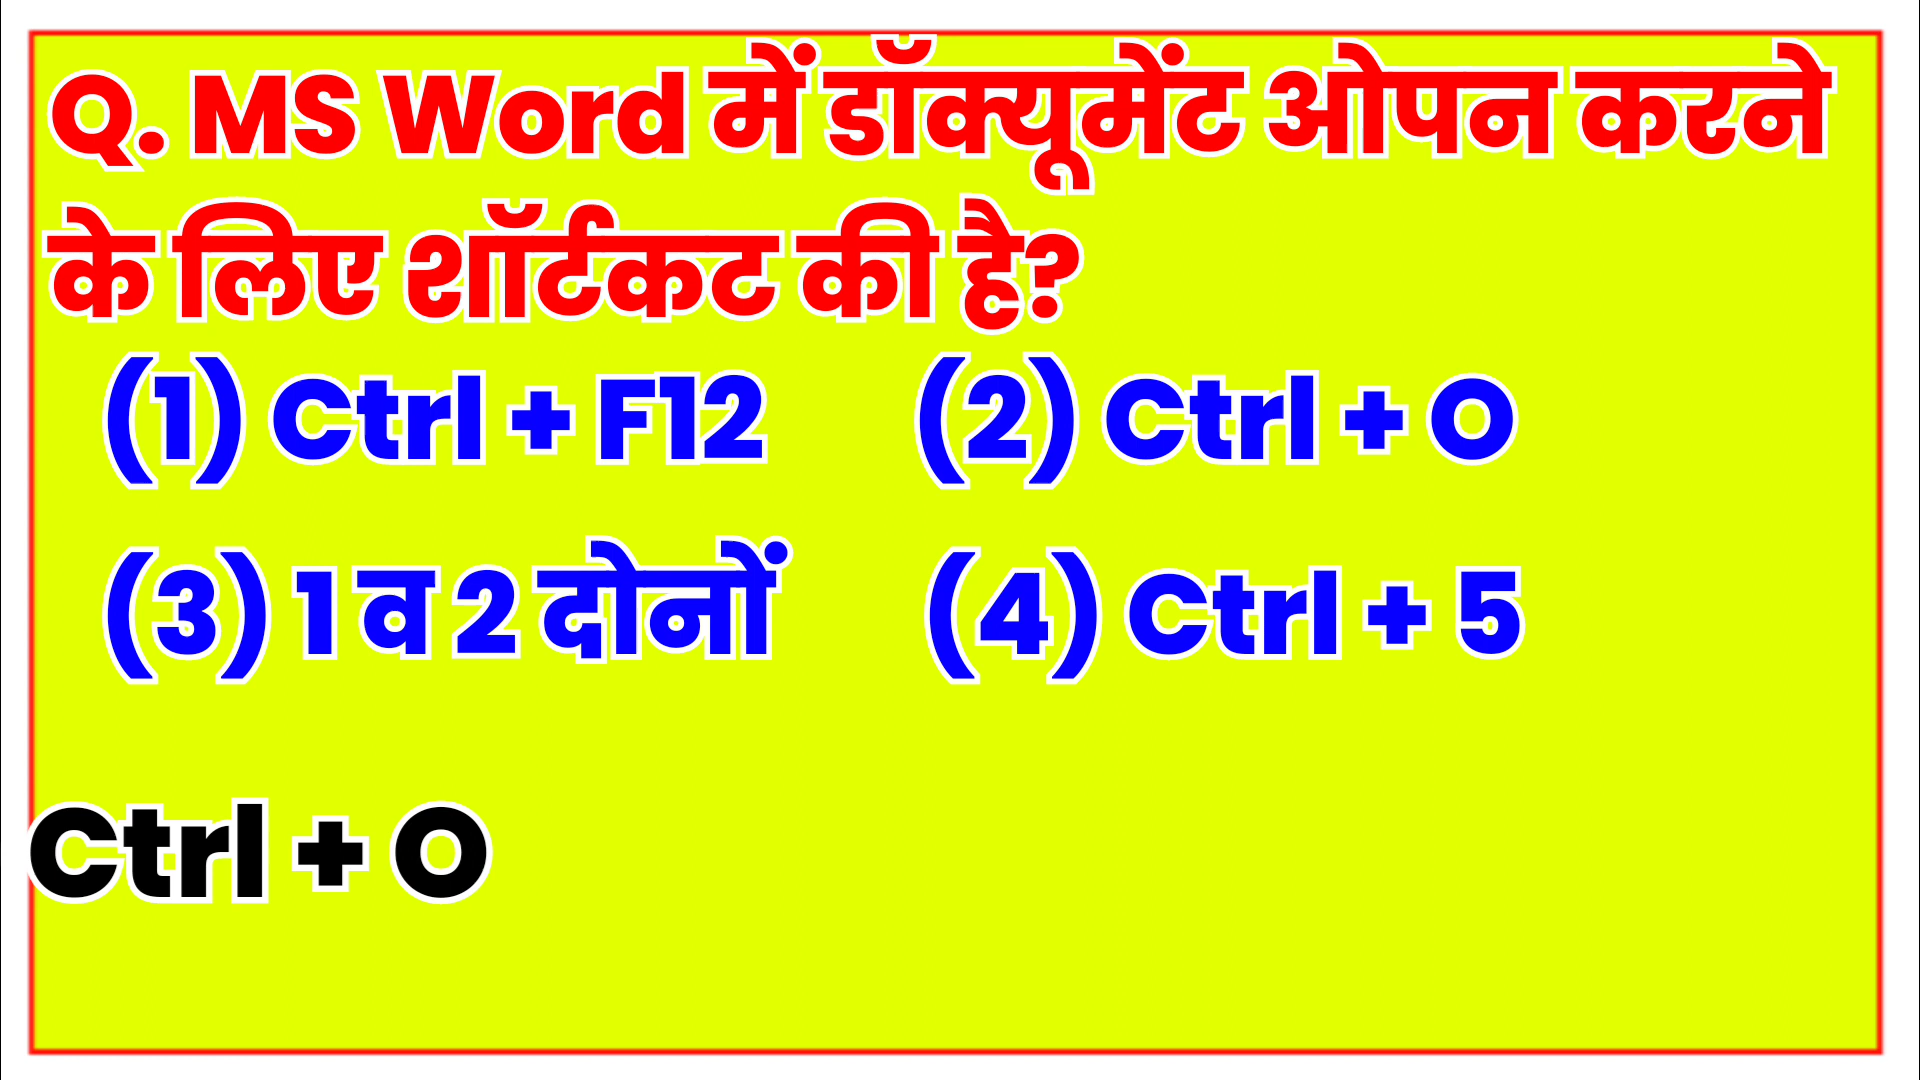 Q. MS Word में डॉक्यूमेंट ओपन करने
के लिए शॉर्टकट की है?
(1) Ctrl + F12 (2) Ctrl + O
(3) 1 व 2 दोनों (4) Ctrl + 5
Ctrl + O